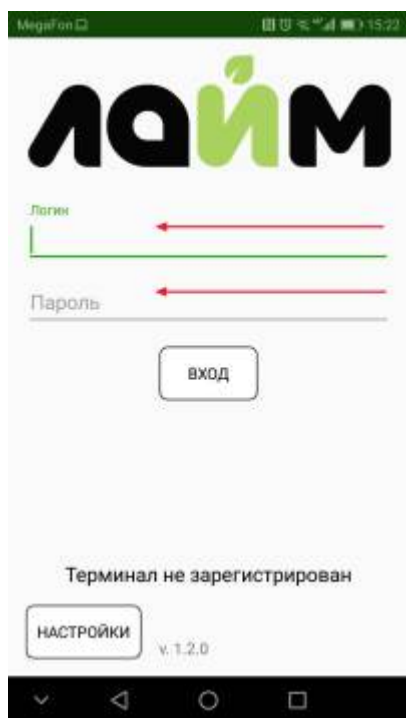 MegaFon 15:22
лайм
Логин
Пароль
ВХОД
Терминал не зарегистрирован
НАСТРОЙКИ
v. 1.2.0